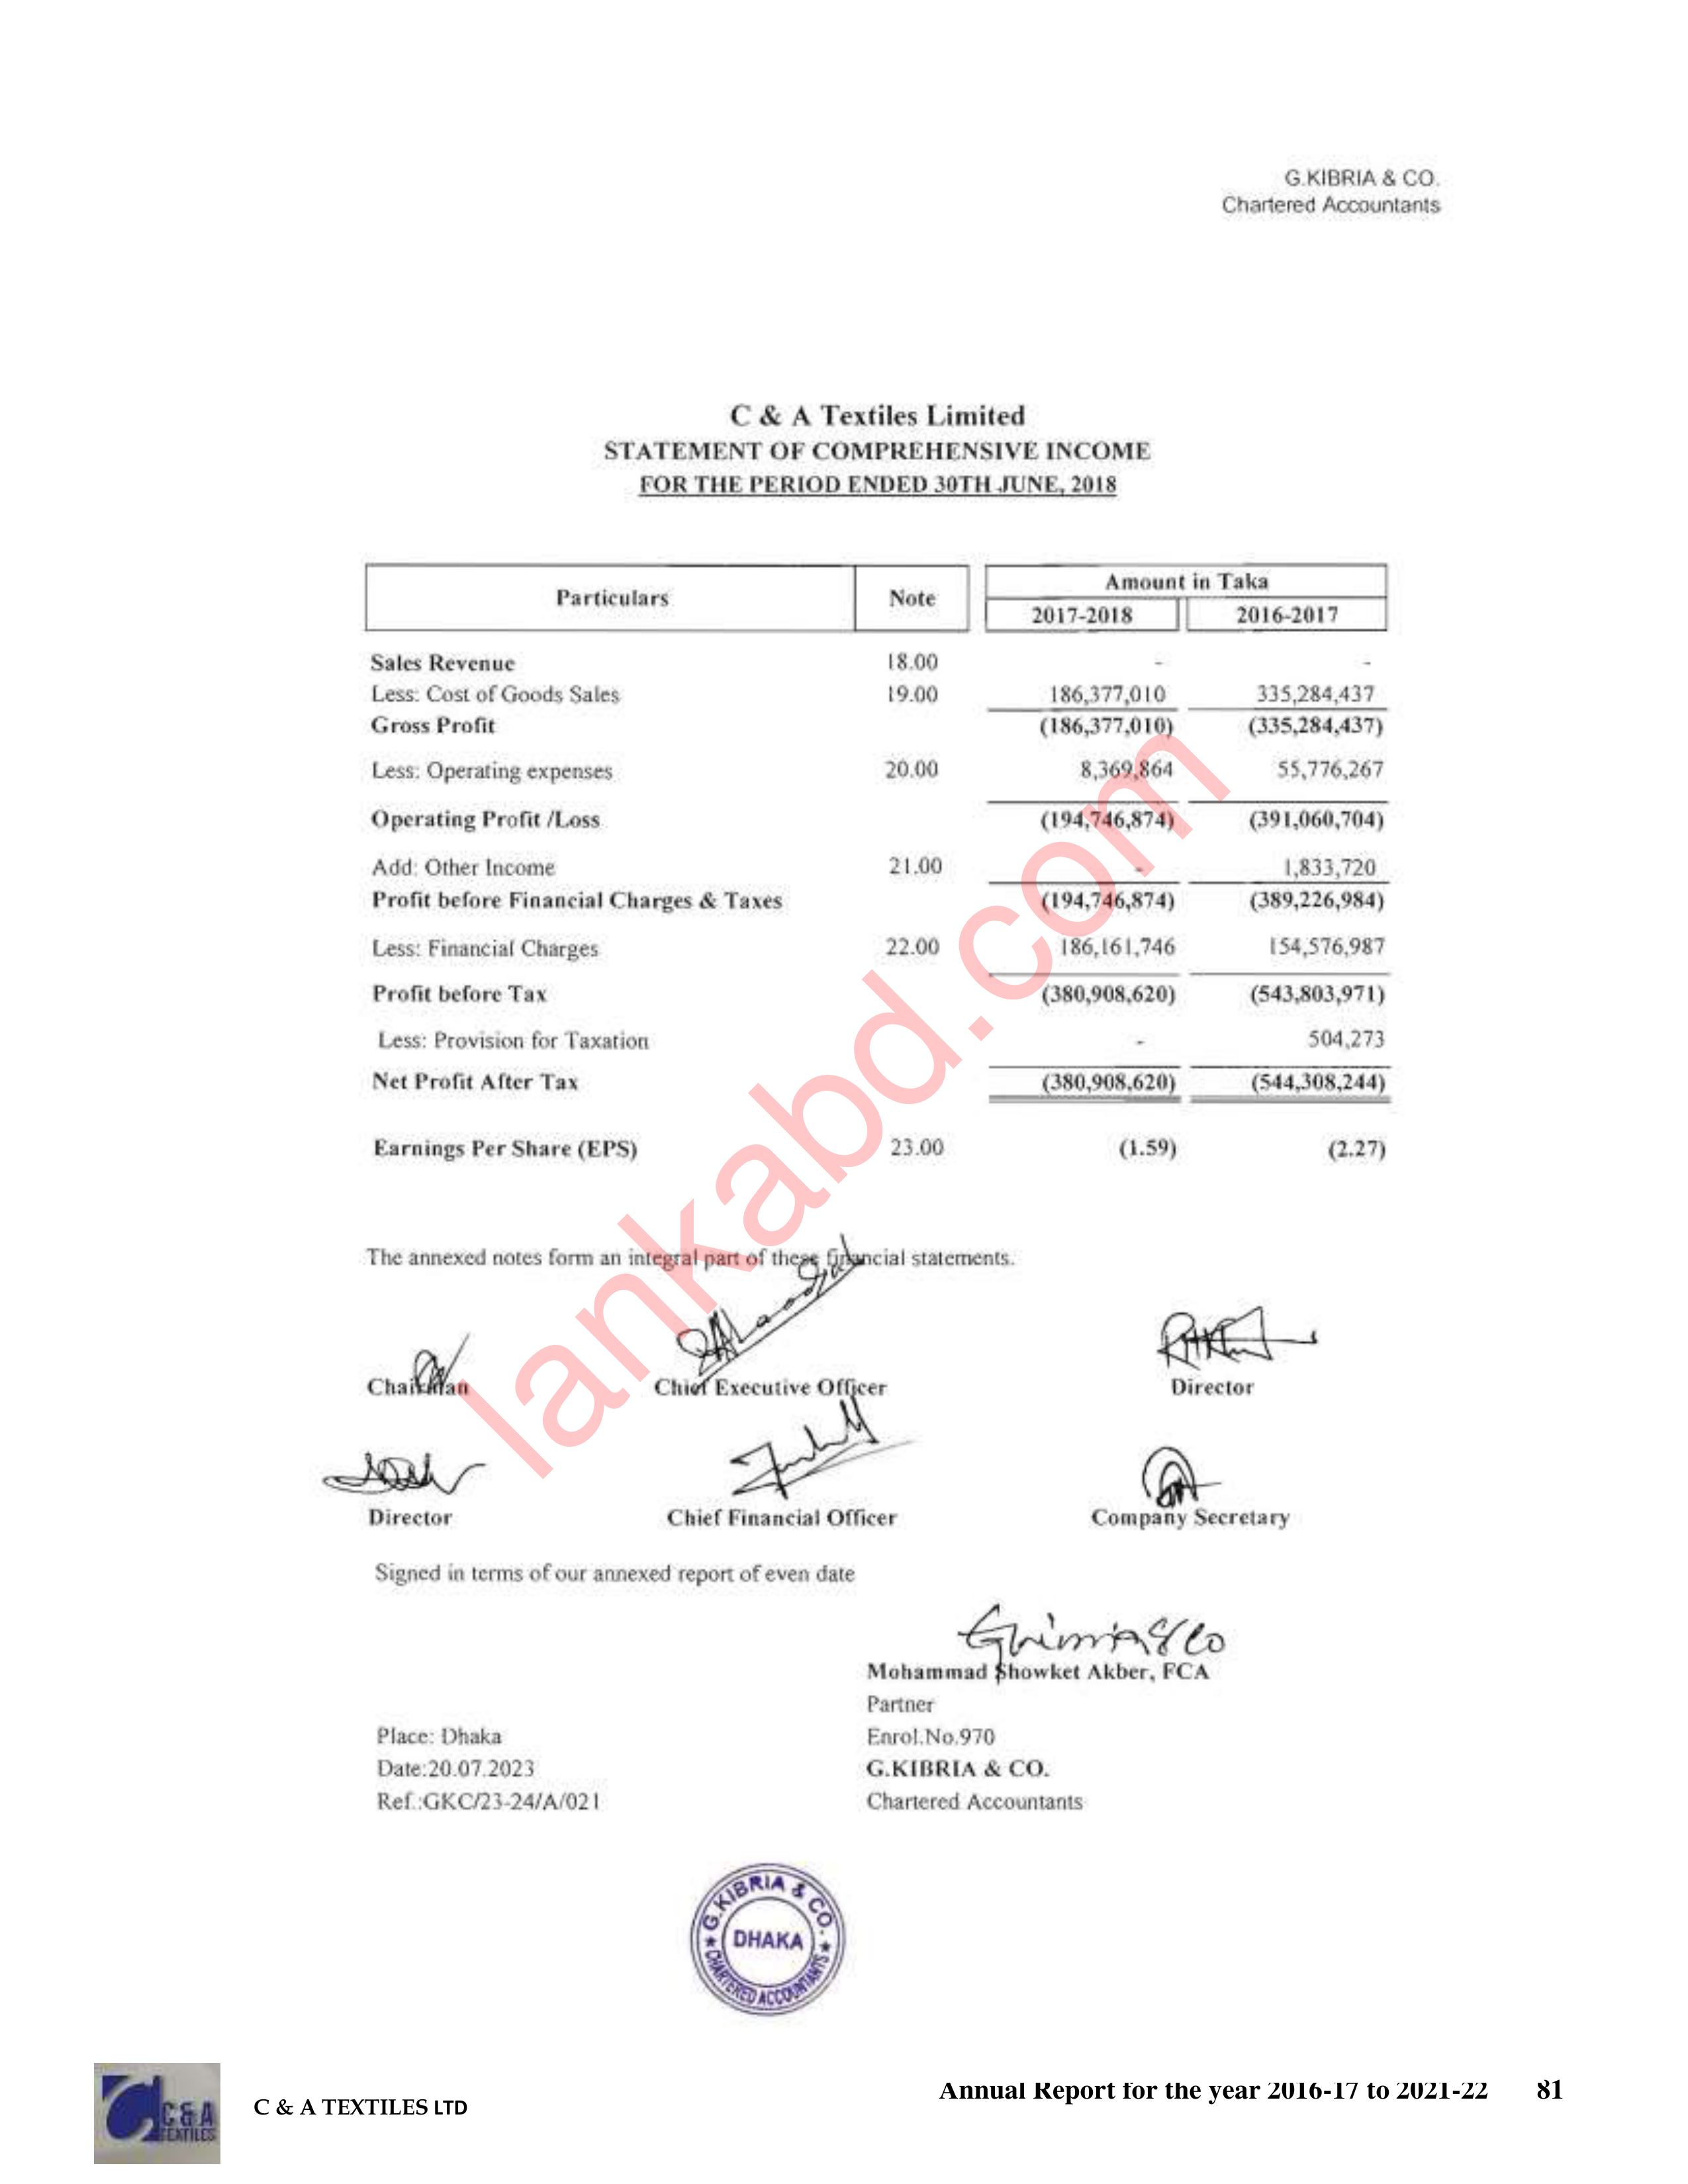 G.KIBRIA & CO.
Chartered Accountants
C & A Textiles Limited
STATEMENT OF COMPREHENSIVE INCOME
FOR THE PERIOD ENDED 30TH JUNE, 2018
Particulars Note Amount in Taka
2017-2018 2016-2017
Sales Revenue 18.00 - -
Less: Cost of Goods Sales 19.00 186,377,010 335,284,437
Gross Profit (186,377,010) (335,284,437)
Less: Operating expenses 20.00 8,369,864 55,776,267
Operating Profit /Loss (194,746,874) (391,060,704)
Add: Other Income 21.00 - 1,833,720
Profit before Financial Charges & Taxes (194,746,874) (389,226,984)
Less: Financial Charges 22.00 186,161,746 154,576,987
Profit before Tax (380,908,620) (543,803,971)
Less: Provision for Taxation - 504,273
Net Profit After Tax (380,908,620) (544,308,244)
Earnings Per Share (EPS) 23.00 (1.59) (2.27)
The annexed notes form an integral part of these financial statements.
Chairman Chief Executive Officer Director
Director Chief Financial Officer Company Secretary
Signed in terms of our annexed report of even date
Mohammad Showket Akber, FCA
Partner
Place: Dhaka Enrol.No.970
Date:20.07.2023 G.KIBRIA & CO.
Ref.:GKC/23-24/A/021 Chartered Accountants
G.KIBRIA & CO.
DHAKA
CHARTERED ACCOUNTANTS
lankabd.com
C&A
TEXTILES
C & A TEXTILES LTD
Annual Report for the year 2016-17 to 2021-22 81